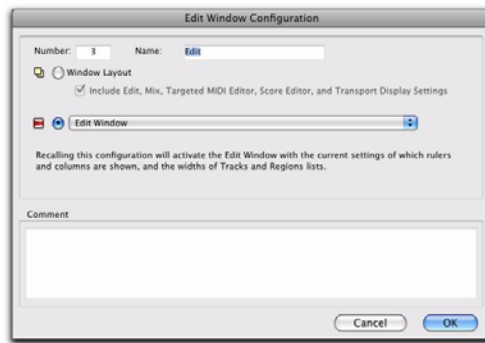 Edit Window Configuration
Number: 3 Name: Edit
Window Layout
Include Edit, Mix, Targeted MIDI Editor, Score Editor, and Transport Display Settings
Edit Window
Recalling this configuration will activate the Edit Window with the current settings of which rulers
and columns are shown, and the widths of Tracks and Regions lists.
Comment
Cancel OK